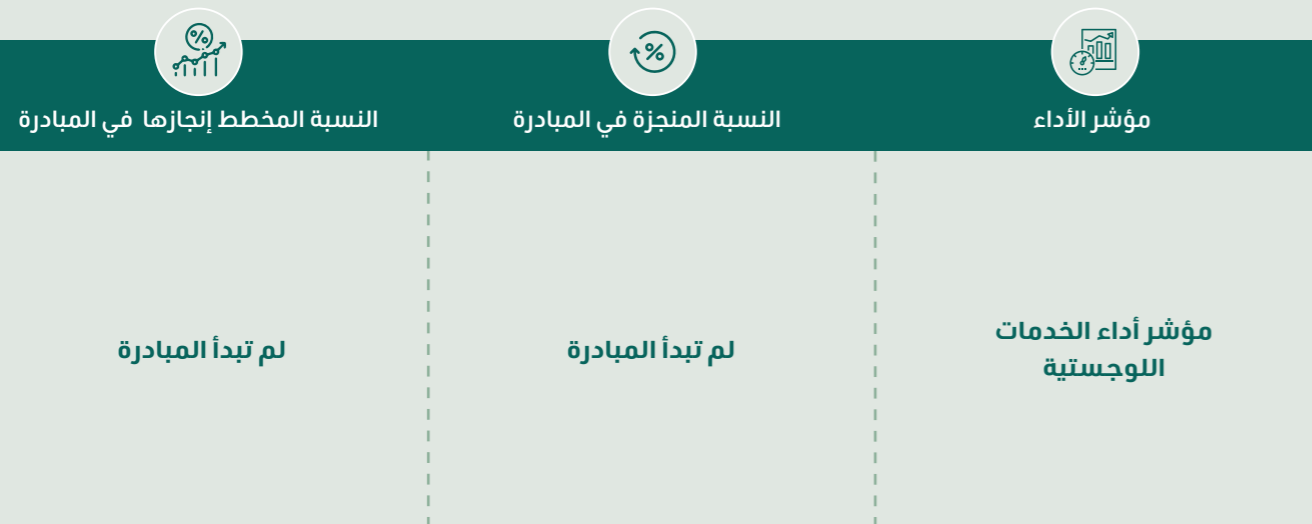 مؤشر الأداء
النسبة المنجزة في المبادرة
النسبة المخطط إنجازها في المبادرة
مؤشر أداء الخدمات
اللوجستية
لم تبدأ المبادرة
لم تبدأ المبادرة